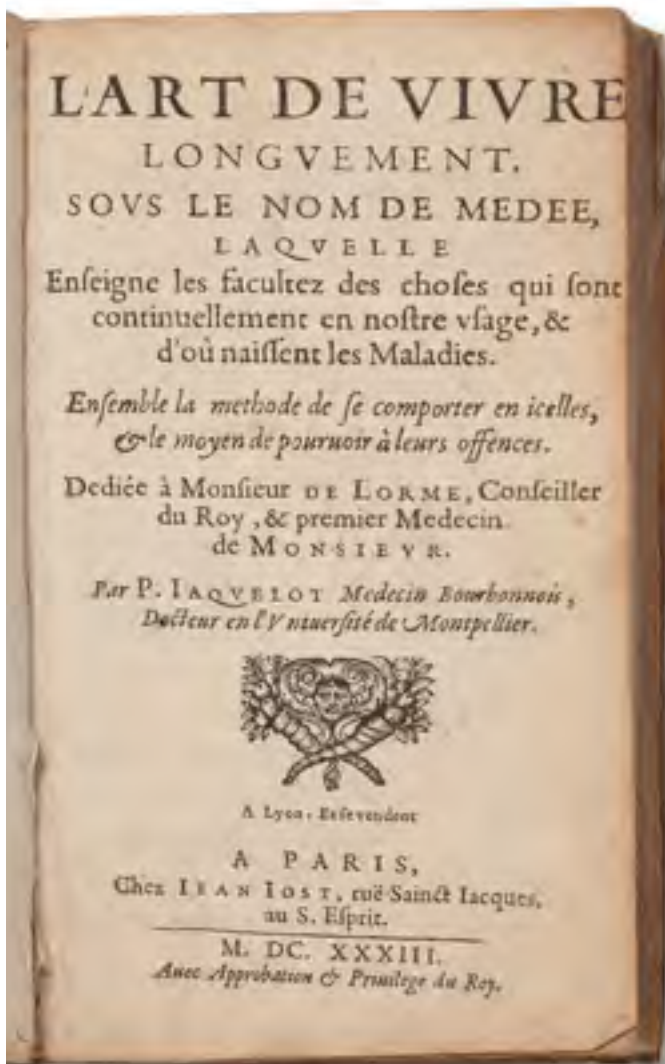 L'ART DE VIVRE
LONGVEMENT.
SOVS LE NOM DE MEDEE,
LAQVELLE
Enſeigne les facultez des choſes qui ſont
continuellement en noſtre vſage, &
d'où naiſſent les Maladies.
Enſemble la methode de ſe comporter en icelles,
& le moyen de pouruoir à leurs offences.
Dediée à Monſieur DE LORME, Conſeiller
du Roy, & premier Medecin
de MONSIEVR.
Par P. IAQVELOT Medecin Bourbonnois,
Docteur en l'Vniuerſité de Montpellier.
A Lyon, Et ſe vendent
A PARIS,
Chez IEAN IOST, ruë Sainct Iacques,
au S. Eſprit.
M. DC. XXXIII.
Auec Approbation & Priuilege du Roy.